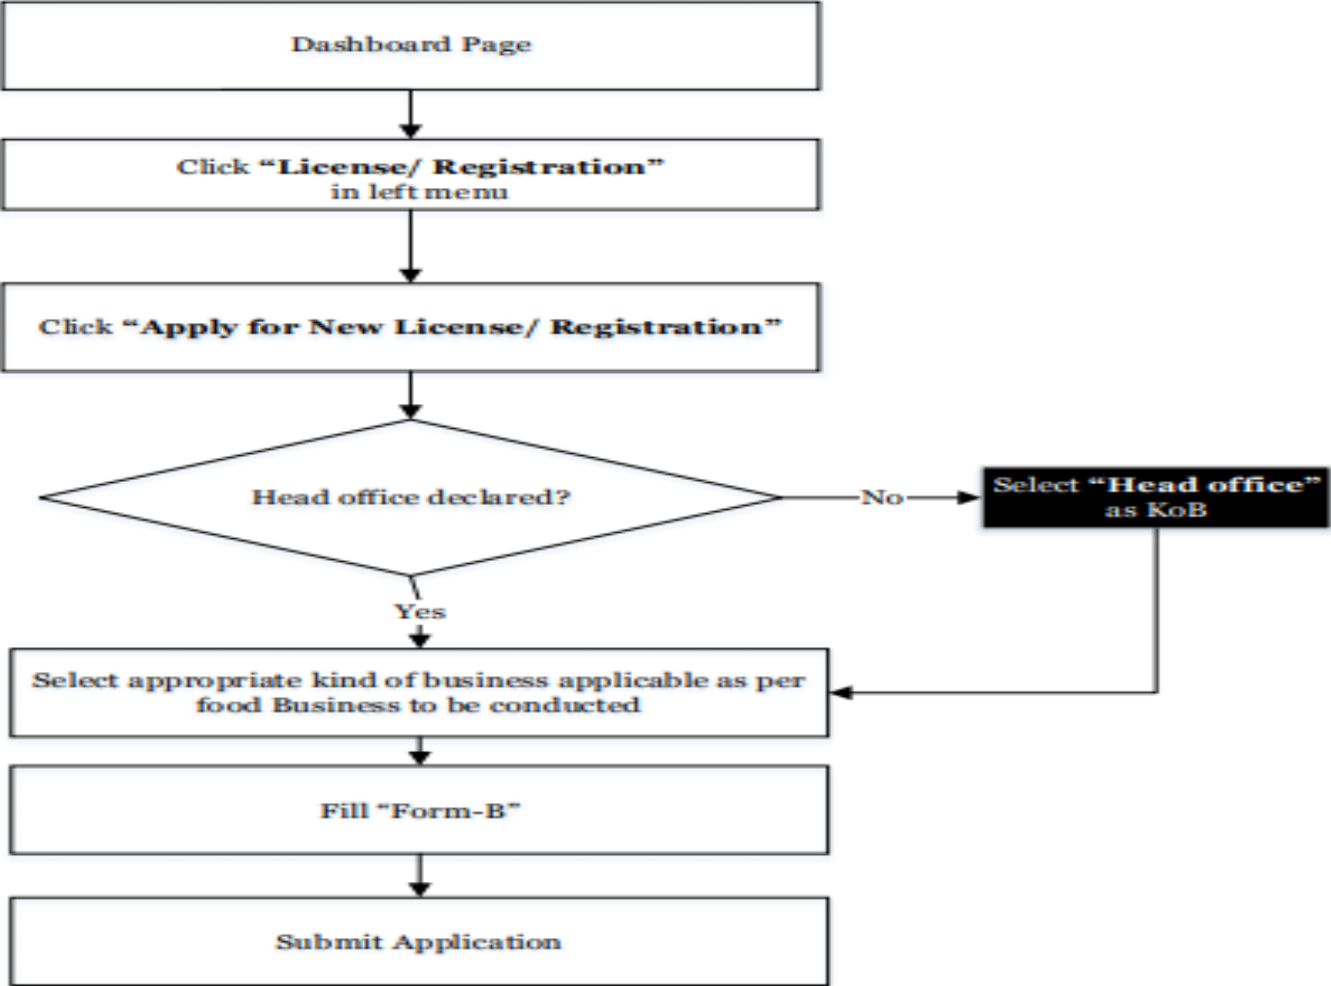 Dashboard Page
Click “License/ Registration”
in left menu
Click “Apply for New License/ Registration”
Head office declared?
No
Select “Head office”
as KoB
Yes
Select appropriate kind of business applicable as per
food Business to be conducted
Fill “Form-B”
Submit Application